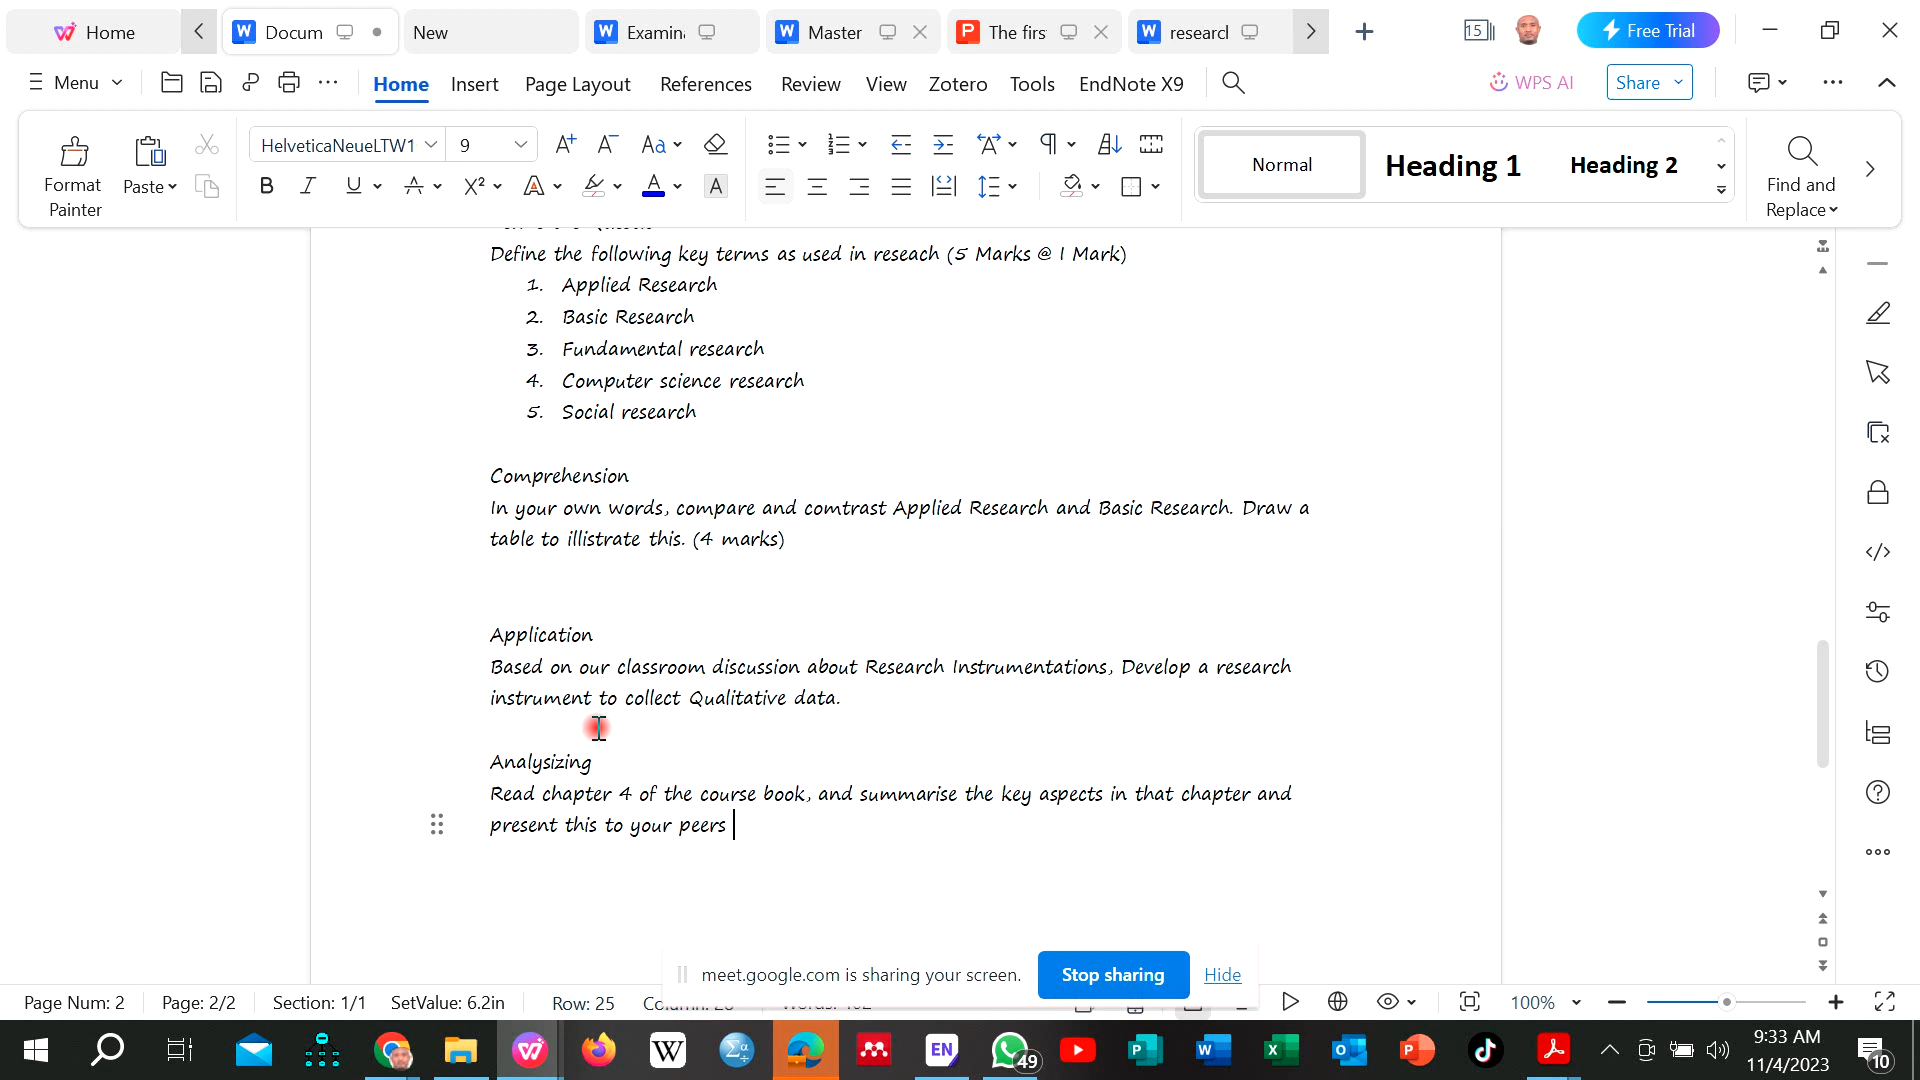 Home
Docum
New
Examin
Master
The firs
research
15
Free Trial
Menu
Home
Insert
Page Layout
References
Review
View
Zotero
Tools
EndNote X9
WPS AI
Share
Format
Painter
Paste
HelveticaNeueLTW1
9
Normal
Heading 1
Heading 2
Find and
Replace
Define the following key terms as used in reseach (5 Marks @ 1 Mark)
1. Applied Research
2. Basic Research
3. Fundamental research
4. Computer science research
5. Social research
Comprehension
In your own words, compare and comtrast Applied Research and Basic Research. Draw a
table to illistrate this. (4 marks)
Application
Based on our classroom discussion about Research Instrumentations, Develop a research
instrument to collect Qualitative data.
Analysizing
Read chapter 4 of the course book, and summarise the key aspects in that chapter and
present this to your peers
meet.google.com is sharing your screen.
Stop sharing
Hide
Page Num: 2
Page: 2/2
Section: 1/1
SetValue: 6.2in
Row: 25
100%
EN
49
9:33 AM
11/4/2023
10